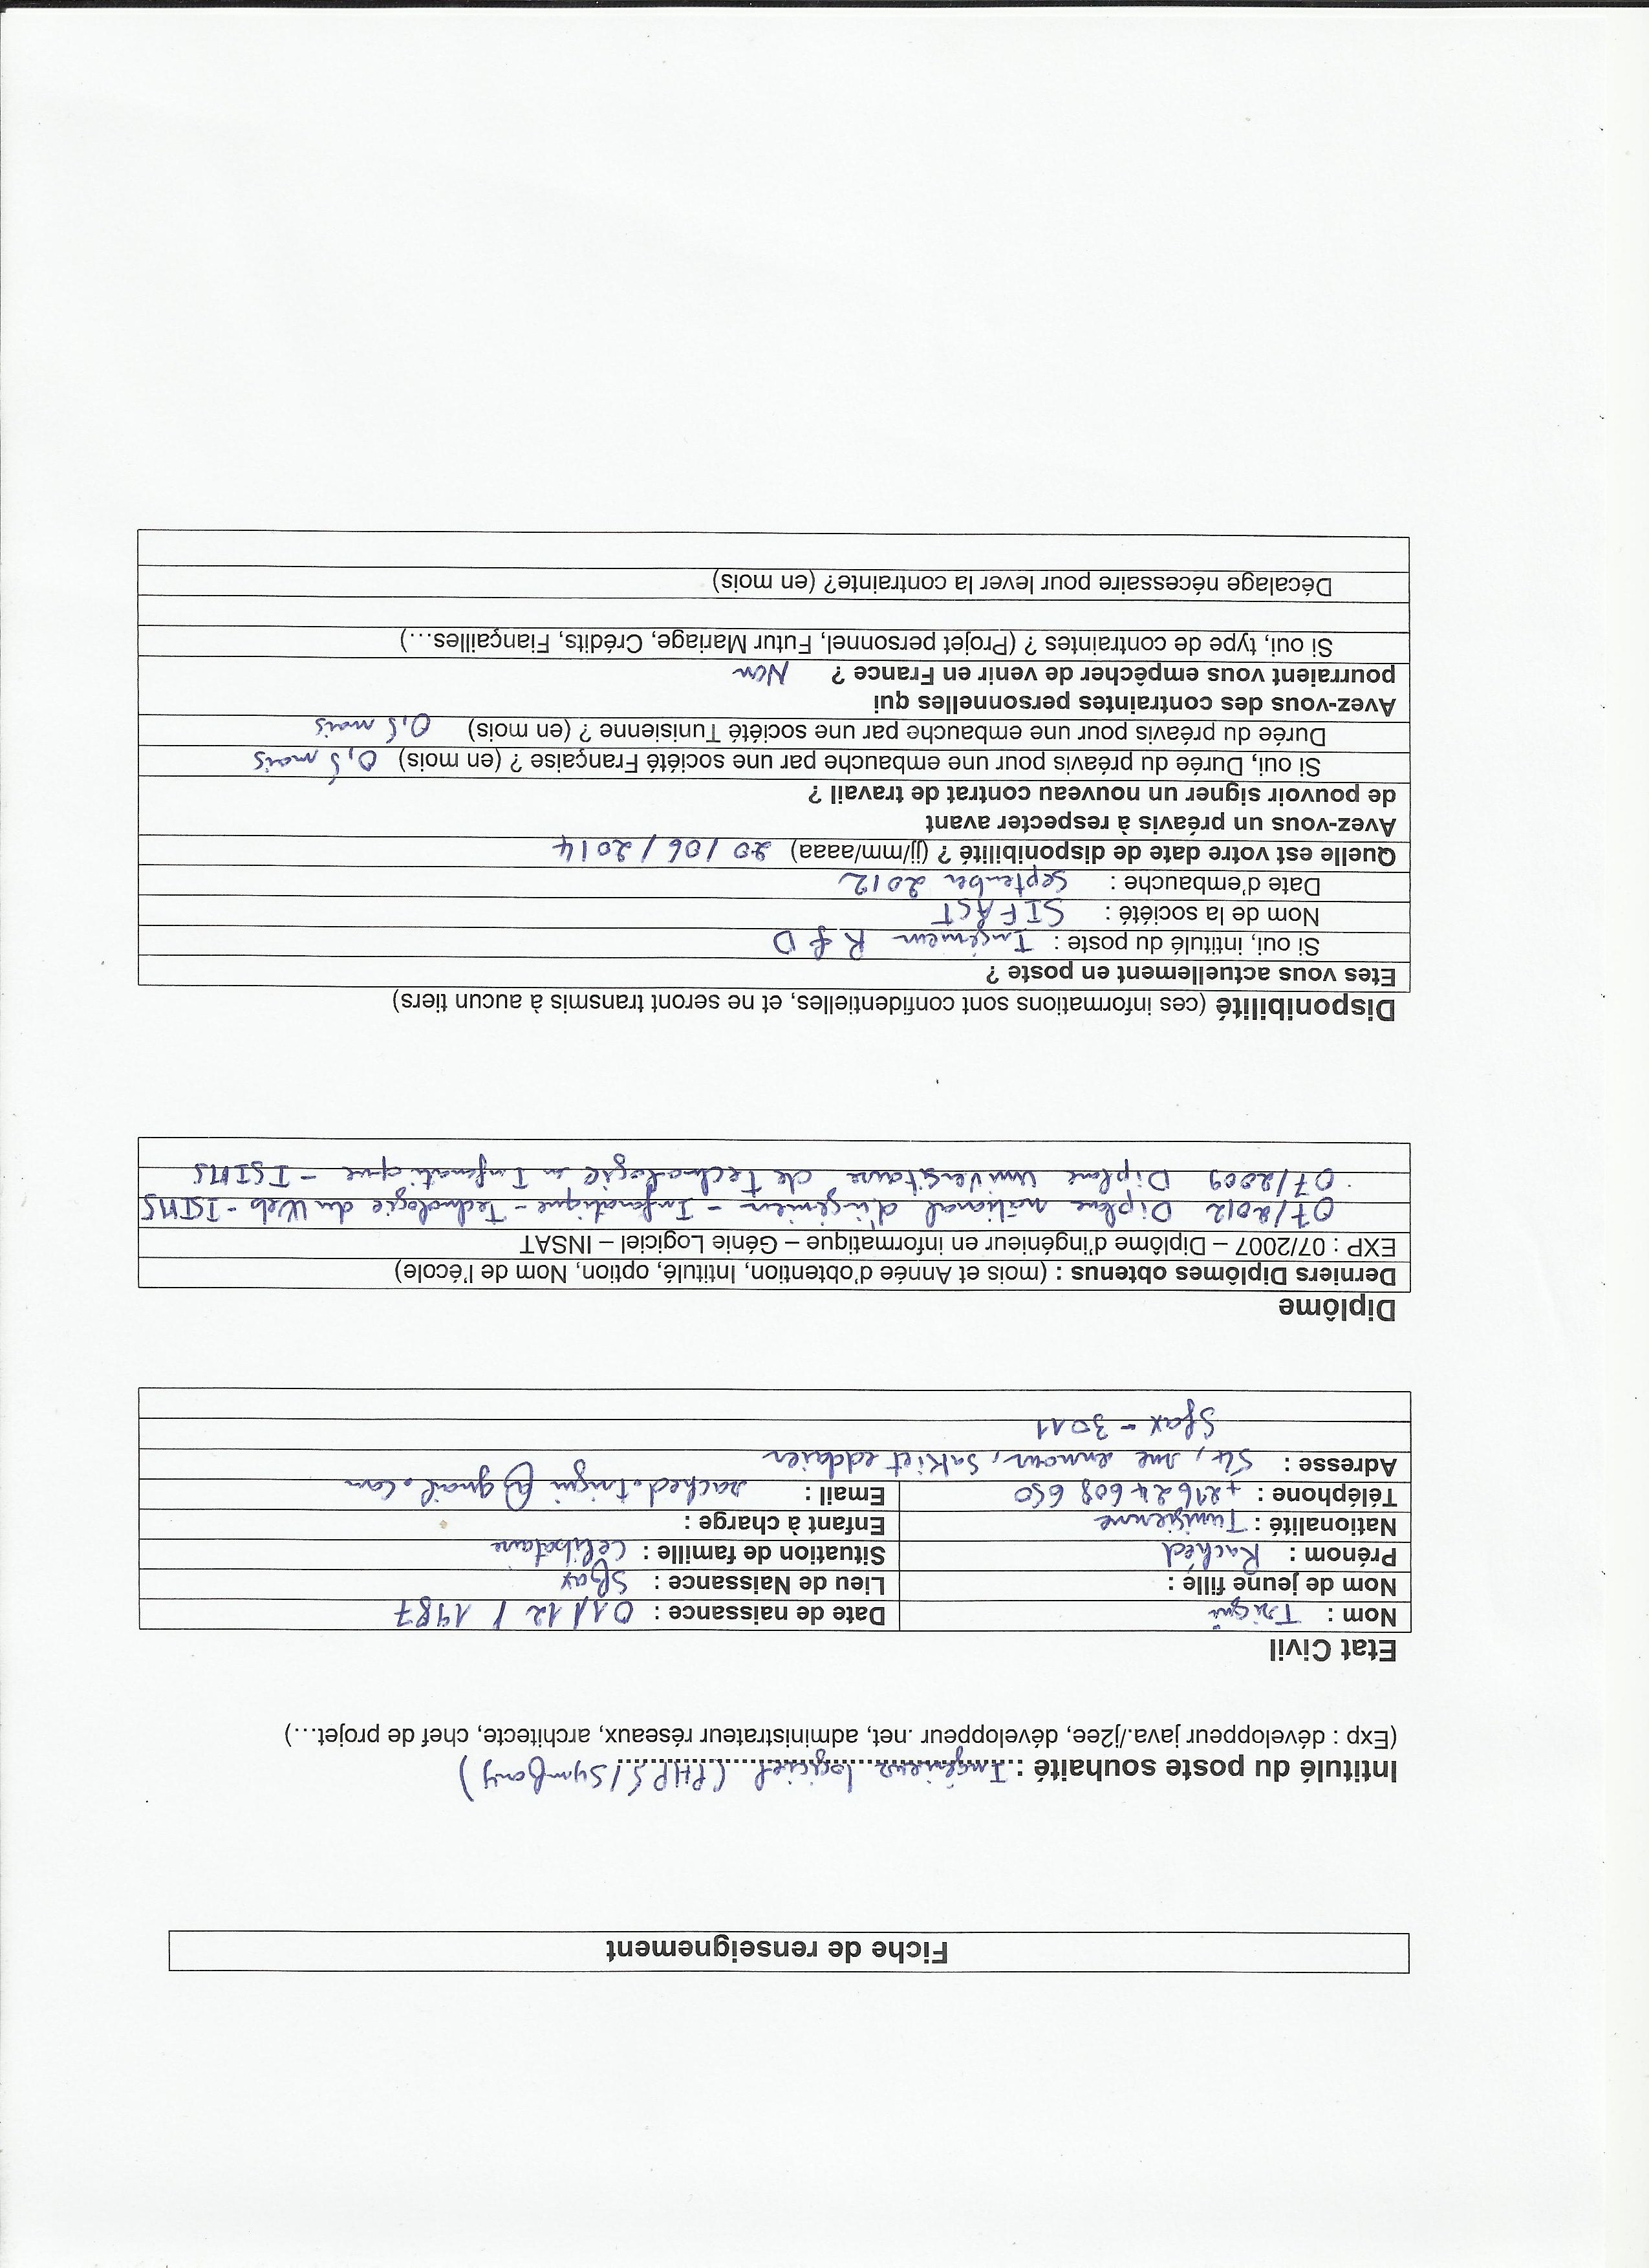 Fiche de renseignement
Intitulé du poste souhaité : Ingénieur logiciel (PHP5/Symfony)
(Exp : développeur java./j2ee, développeur .net, administrateur réseaux, architecte, chef de projet…)
Etat Civil
Nom : Trigui Date de naissance : 01/12/1987
Nom de jeune fille : Lieu de Naissance : Sfax
Prénom : Rached Situation de famille : Célibataire
Nationalité : Tunisienne Enfant à charge :
Téléphone : +216 24 608 650 Email : rached.trigui@gmail.com
Adresse : rue ennour, sakiet eddaier
Sfax - 3011
Diplôme
Derniers Diplômes obtenus : (mois et Année d'obtention, Intitulé, option, Nom de l'école)
EXP : 07/2007 – Diplôme d'ingénieur en informatique – Génie Logiciel – INSAT
07/2012 Diplôme national d'ingénieur - Informatique - Technologie du Web - ISIMS
07/2009 Diplôme universitaire de Technologie en Informatique - ISIMS
Disponibilité (ces informations sont confidentielles, et ne seront transmis à aucun tiers)
Etes vous actuellement en poste ?
Si oui, intitulé du poste : Ingénieur R & D
Nom de la société : SIFAST
Date d'embauche : September 2012
Quelle est votre date de disponibilité ? (jj/mm/aaaa) 20/06/2014
Avez-vous un préavis à respecter avant
de pouvoir signer un nouveau contrat de travail ?
Si oui, Durée du préavis pour une embauche par une société Française ? (en mois) 0,5 mois
Durée du préavis pour une embauche par une société Tunisienne ? (en mois) 0,5 mois
Avez-vous des contraintes personnelles qui
pourraient vous empêcher de venir en France ? Non
Si oui, type de contraintes ? (Projet personnel, Futur Mariage, Crédits, Fiançailles…)
Décalage nécessaire pour lever la contrainte? (en mois)